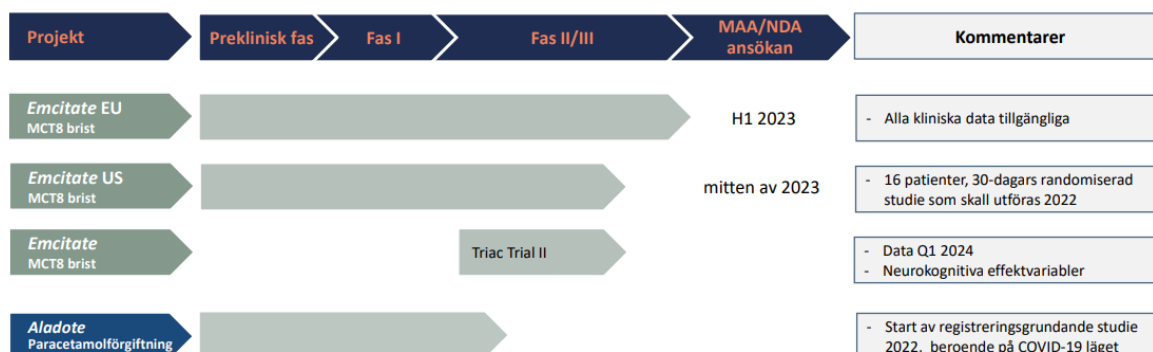 Projekt
Preklinisk fas
Fas I
Fas II/III
MAA/NDA
ansökan
Kommentarer
Emcitate EU
MCT8 brist
H1 2023
- Alla kliniska data tillgängliga
Emcitate US
MCT8 brist
mitten av 2023
- 16 patienter, 30-dagars randomiserad
studie som skall utföras 2022
Emcitate
MCT8 brist
Triac Trial II
- Data Q1 2024
- Neurokognitiva effektvariabler
Aladote
Paracetamolförgiftning
- Start av registreringsgrundande studie
2022, beroende på COVID-19 läget